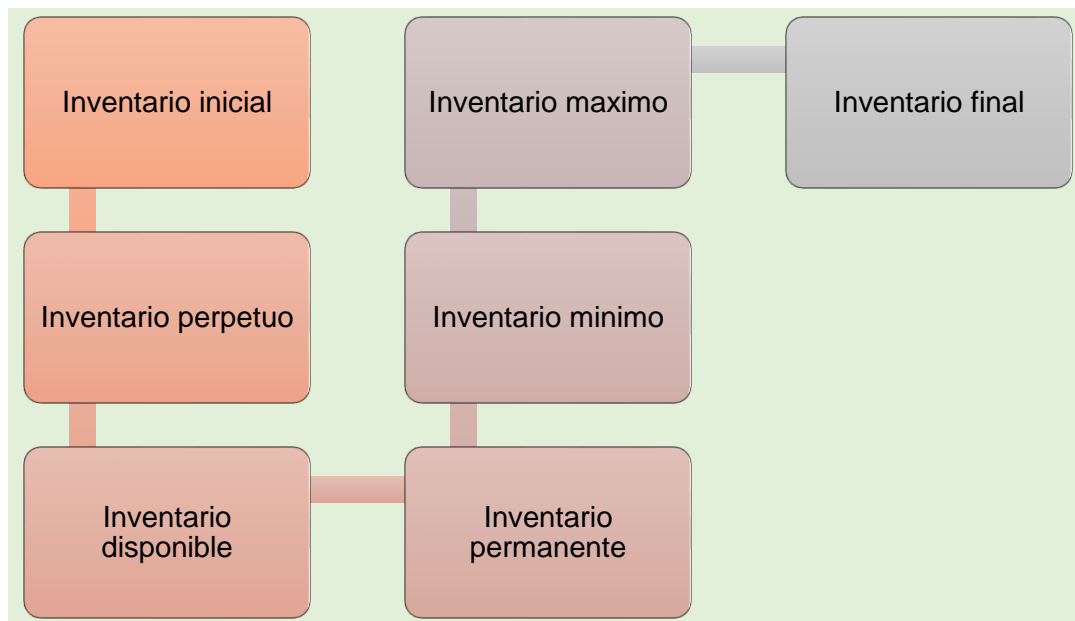 Inventario inicial
Inventario perpetuo
Inventario
disponible
Inventario
permanente
Inventario minimo
Inventario maximo
Inventario final